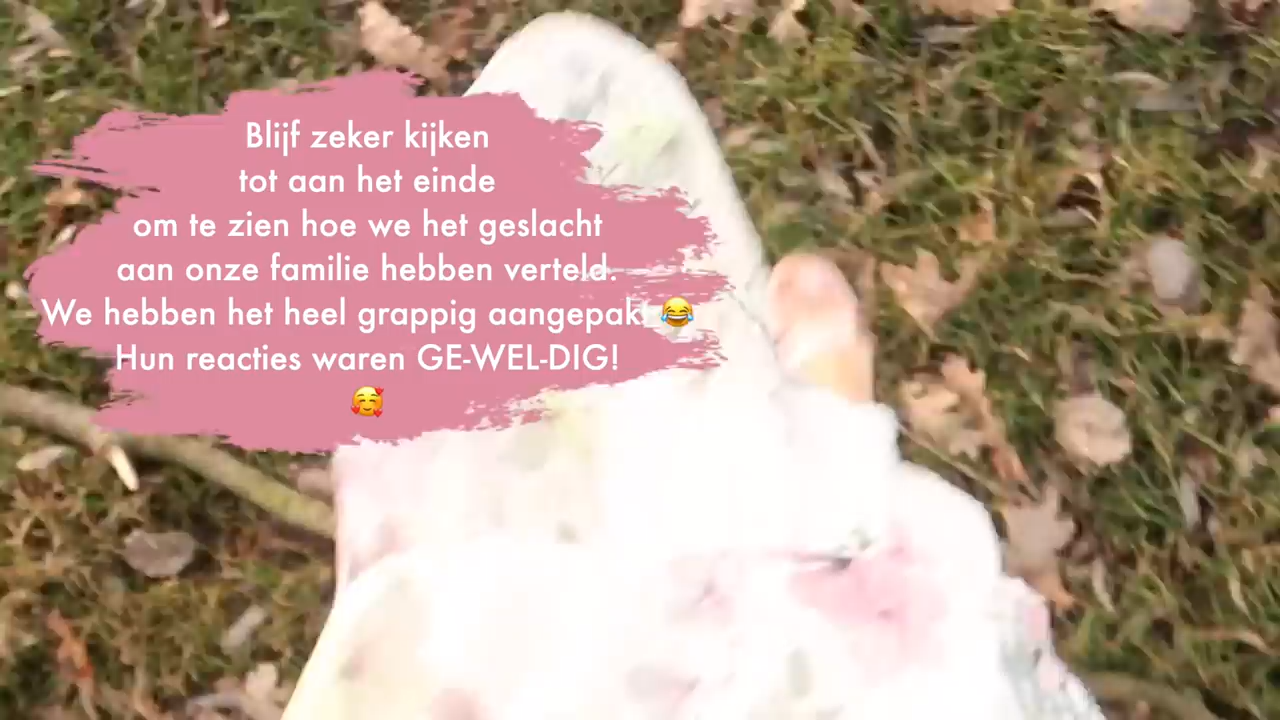 Blijf zeker kijken
tot aan het einde
om te zien hoe we het geslacht
aan onze familie hebben verteld.
We hebben het heel grappig aangepakt 😂
Hun reacties waren GE-WEL-DIG!
🥰